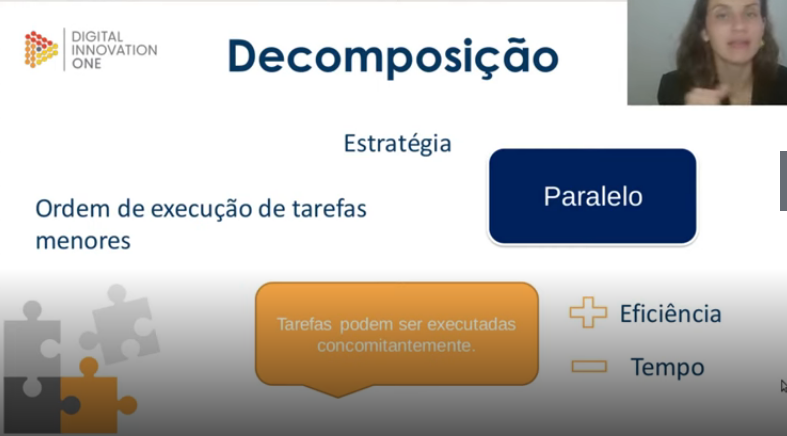 DIGITAL
INNOVATION
ONE
Decomposição
Estratégia
Paralelo
Ordem de execução de tarefas
menores
Tarefas podem ser executadas
concomitantemente.
Eficiência
Tempo